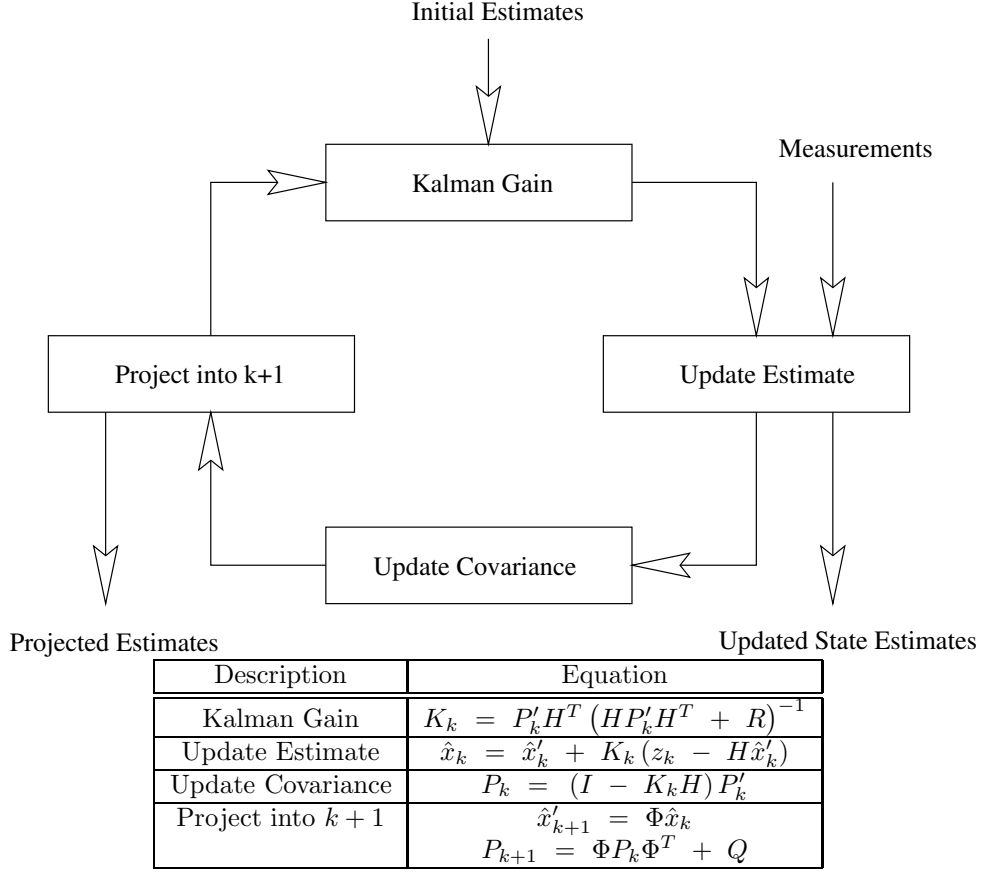 Initial Estimates
Measurements
Kalman Gain
Project into k+1
Update Estimate
Update Covariance
Projected Estimates
Updated State Estimates
Description Equation
Kalman Gain K_k = P'_k H^T (H P'_k H^T + R)^{-1}
Update Estimate x̂_k = x̂'_k + K_k (z_k − H x̂'_k)
Update Covariance P_k = (I − K_k H) P'_k
Project into k + 1 x̂'_{k+1} = Φ x̂_k
P_{k+1} = Φ P_k Φ^T + Q